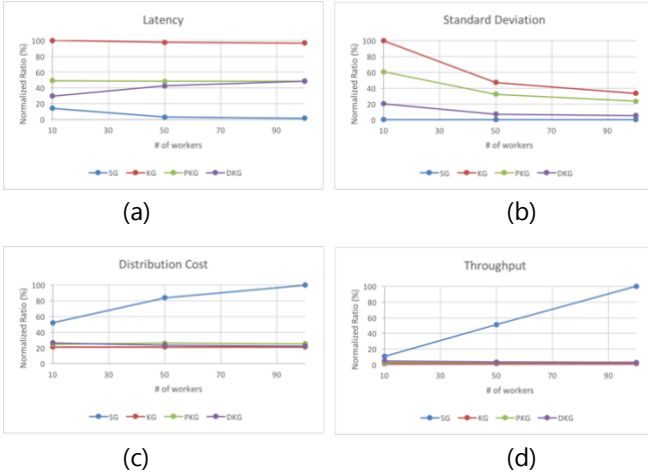 Latency
Normalized Ratio (%)
100
80
60
40
20
0
10 30 50 70 90
# of workers
SG KG PKG DKG
(a)
Standard Deviation
Normalized Ratio (%)
100
80
60
40
20
0
10 30 50 70 90
# of workers
SG KG PKG DKG
(b)
Distribution Cost
Normalized Ratio (%)
100
80
60
40
20
0
10 30 50 70 90
# of workers
SG KG PKG DKG
(c)
Throughput
Normalized Ratio (%)
100
80
60
40
20
0
10 30 50 70 90
# of workers
SG KG PKG DKG
(d)